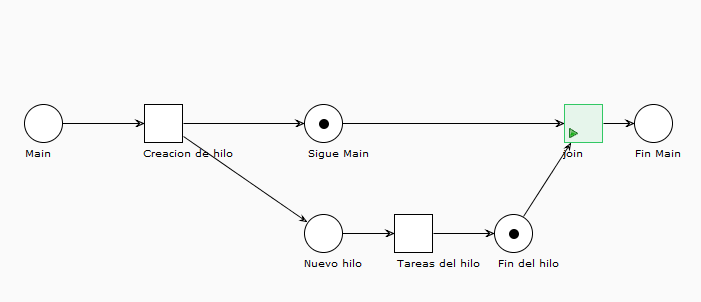 Main
Creacion de hilo
Sigue Main
join
Fin Main
Nuevo hilo
Tareas del hilo
Fin del hilo